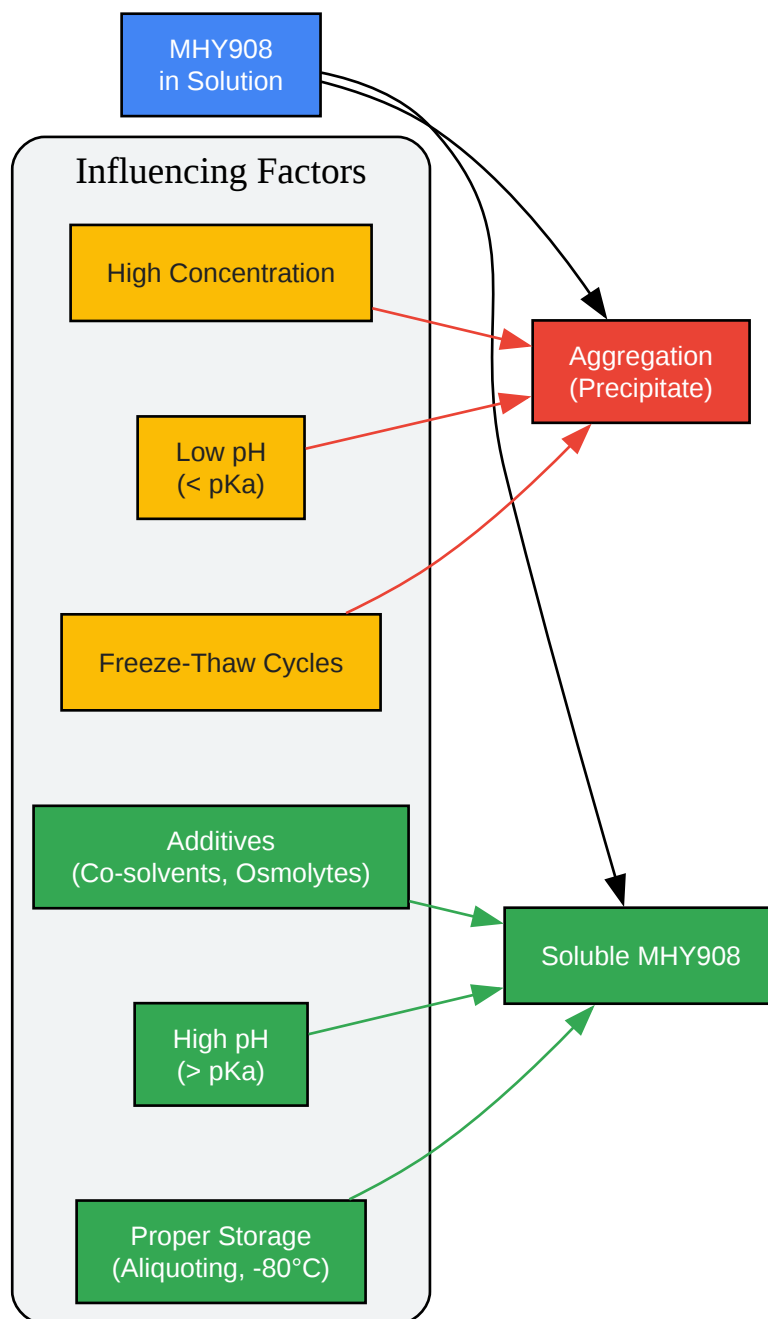 MHY908
in Solution
Influencing Factors
High Concentration
Aggregation
(Precipitate)
Low pH
(< pKa)
Freeze-Thaw Cycles
Additives
(Co-solvents, Osmolytes)
Soluble MHY908
High pH
(> pKa)
Proper Storage
(Aliquoting, -80°C)